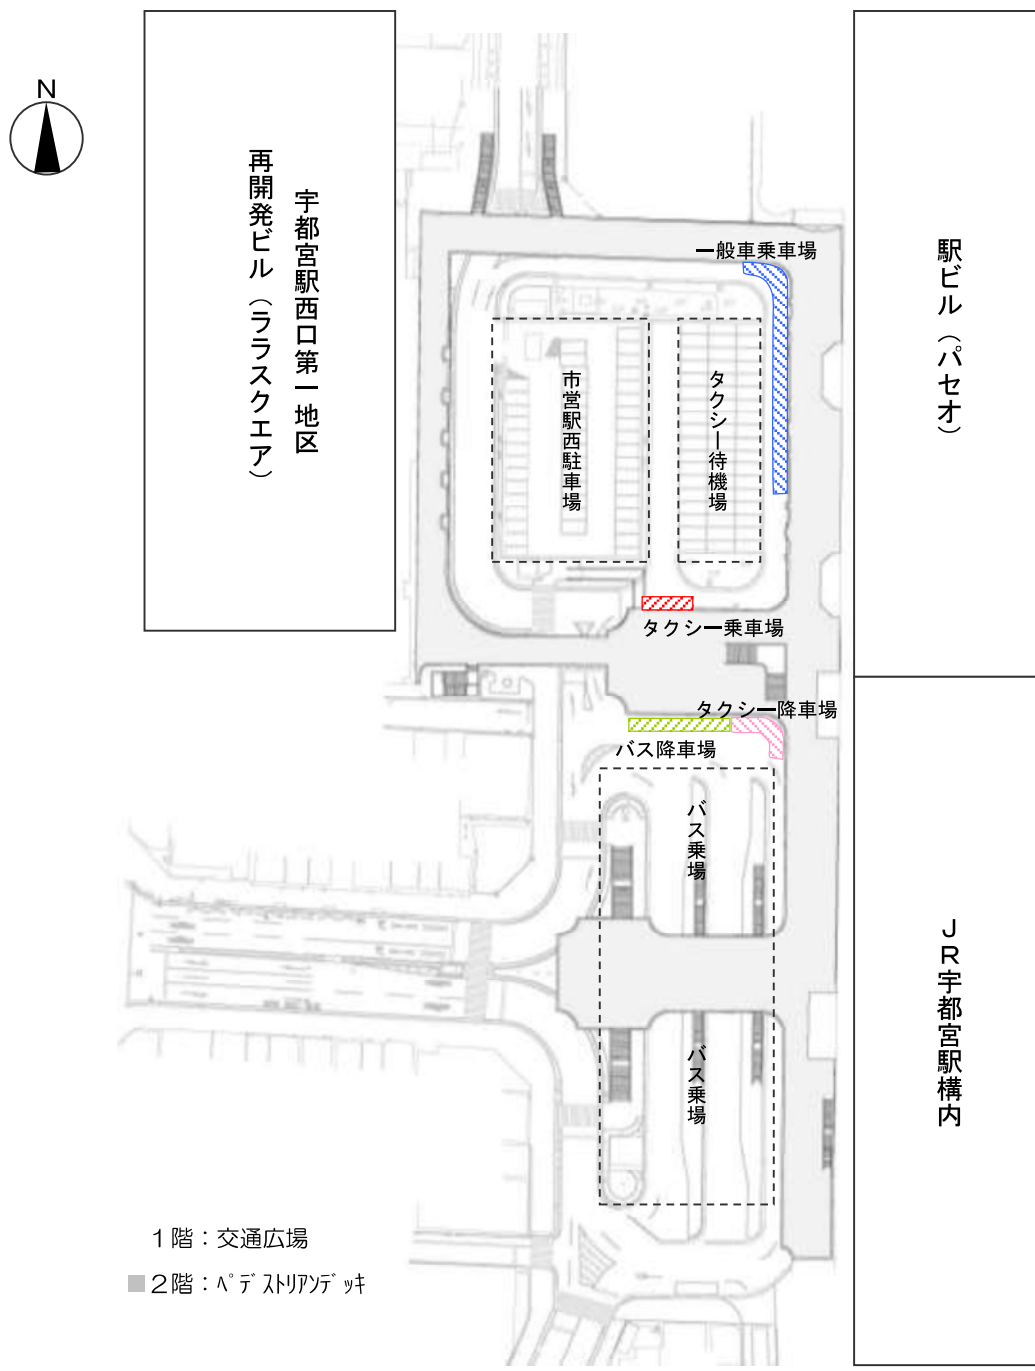 N
宇都宮駅西口第一地区
再開発ビル（ララスクエア）
駅ビル（パセオ）
一般車乗車場
市営駅西駐車場
タクシー待機場
タクシー乗車場
タクシー降車場
バス降車場
バス乗場
バス乗場
ＪＲ宇都宮駅構内
１階：交通広場
２階：ﾍﾟﾃﾞｽﾄﾘｱﾝﾃﾞｯｷ